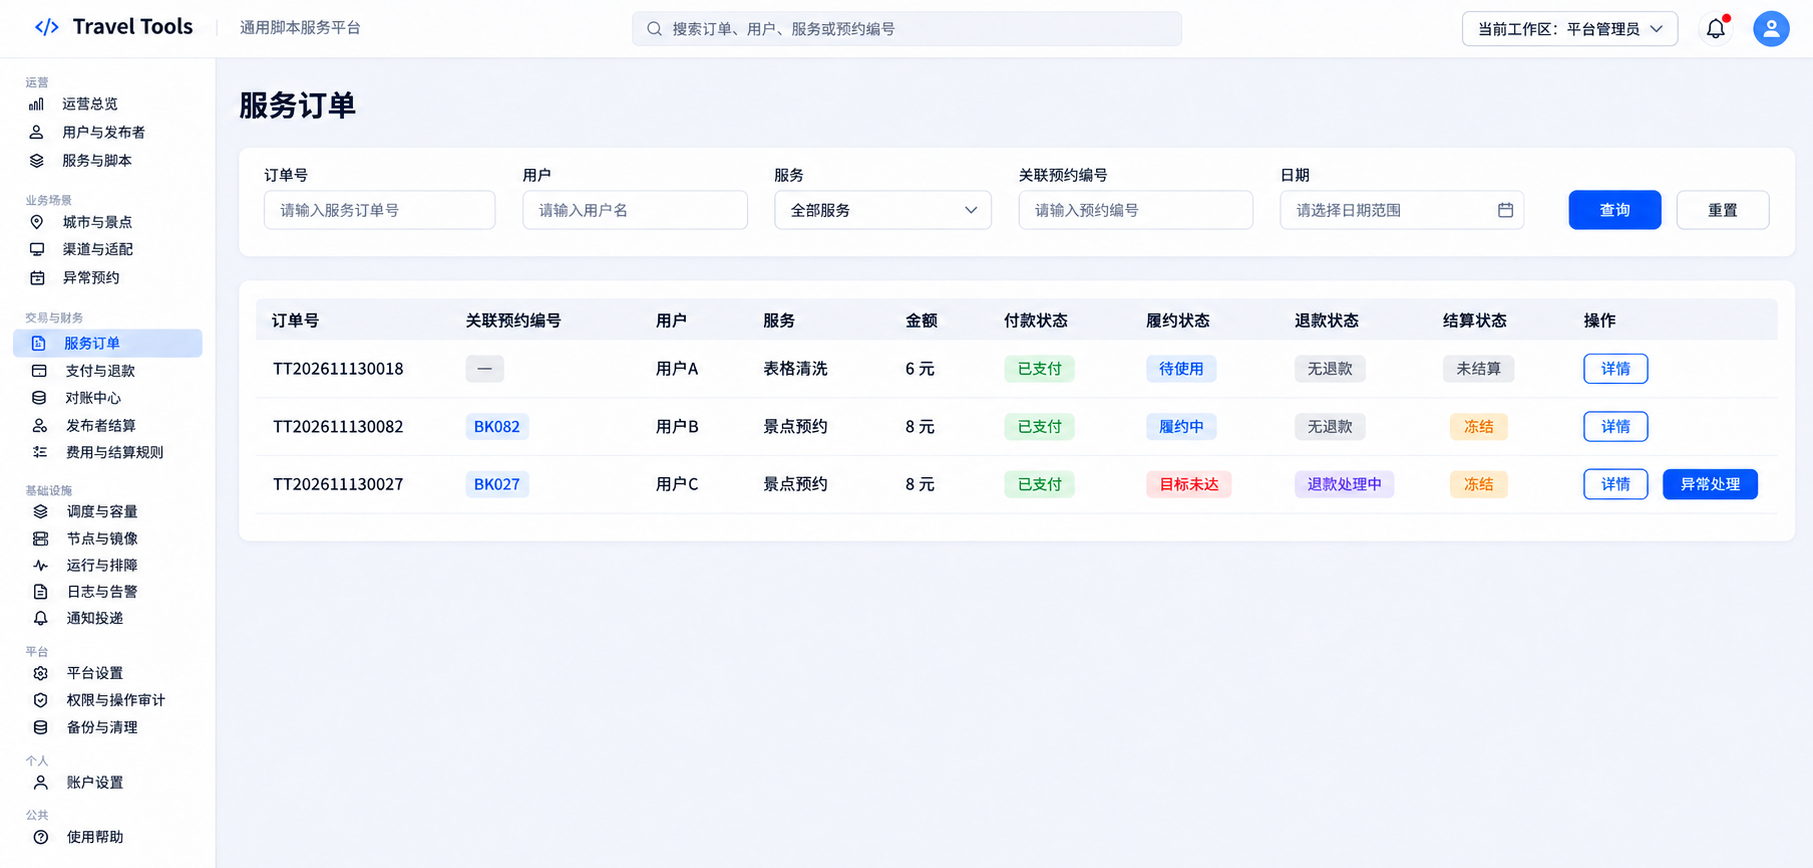 Travel Tools
通用脚本服务平台
搜索订单、用户、服务或预约编号
当前工作区：平台管理员
运营
运营总览
用户与发布者
服务与脚本
业务场景
城市与景点
渠道与适配
异常预约
交易与财务
服务订单
支付与退款
对账中心
发布者结算
费用与结算规则
基础设施
调度与容量
节点与镜像
运行与排障
日志与告警
通知投递
平台
平台设置
权限与操作审计
备份与清理
个人
账户设置
公共
使用帮助
服务订单
订单号 用户 服务 关联预约编号 日期
请输入服务订单号 请输入用户名 全部服务 请输入预约编号 请选择日期范围 查询 重置
订单号 关联预约编号 用户 服务 金额 付款状态 履约状态 退款状态 结算状态 操作
TT202611130018 — 用户A 表格清洗 6 元 已支付 待使用 无退款 未结算 详情
TT202611130082 BK082 用户B 景点预约 8 元 已支付 履约中 无退款 冻结 详情
TT202611130027 BK027 用户C 景点预约 8 元 已支付 目标未达 退款处理中 冻结 详情 异常处理